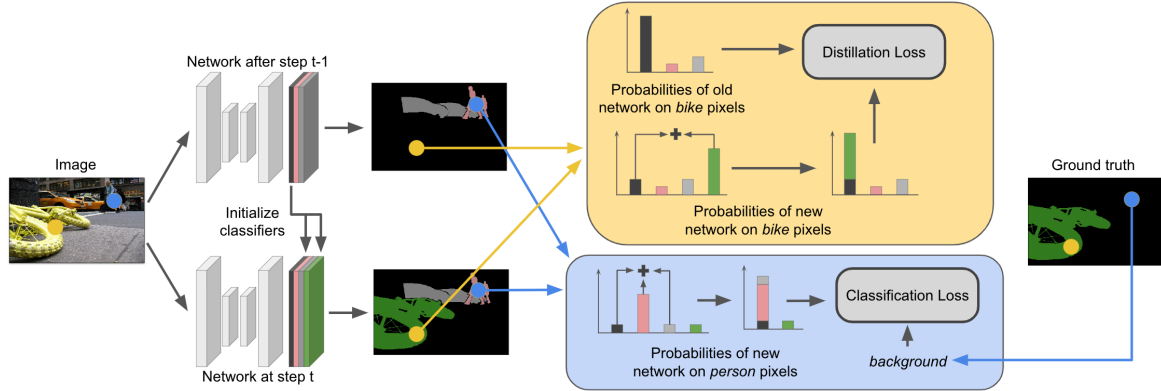 Network after step t-1
Image
Initialize
classifiers
Network at step t
Distillation Loss
Probabilities of old
network on bike pixels
Probabilities of new
network on bike pixels
Ground truth
Classification Loss
Probabilities of new
network on person pixels
background